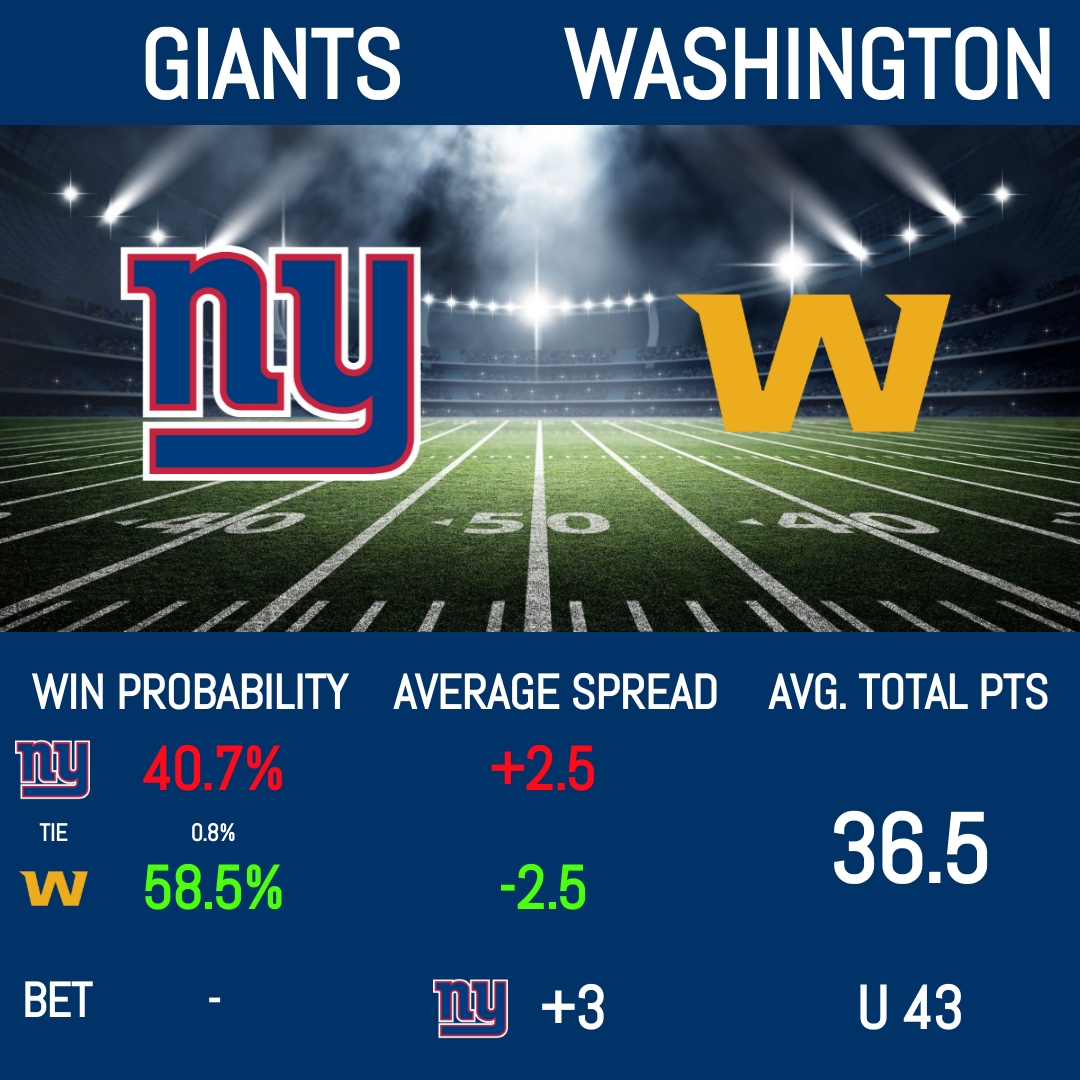 GIANTS WASHINGTON
ny W
40 50 40 5
WIN PROBABILITY AVERAGE SPREAD AVG. TOTAL PTS
ny 40.7% +2.5
TIE 0.8% 36.5
W 58.5% -2.5
BET - ny +3 U 43